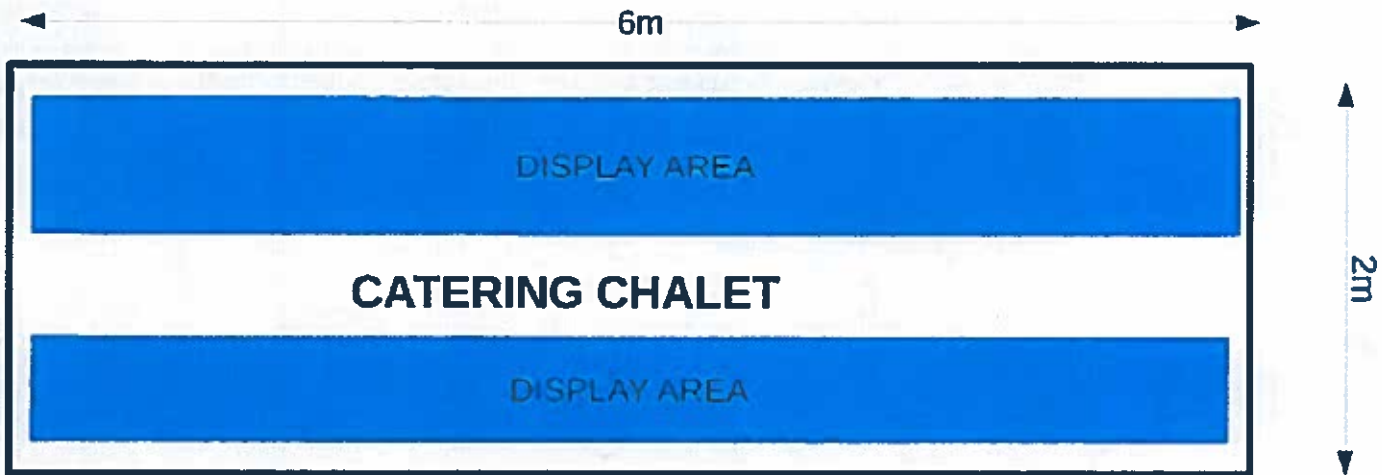 6m
DISPLAY AREA
CATERING CHALET
2m
DISPLAY AREA